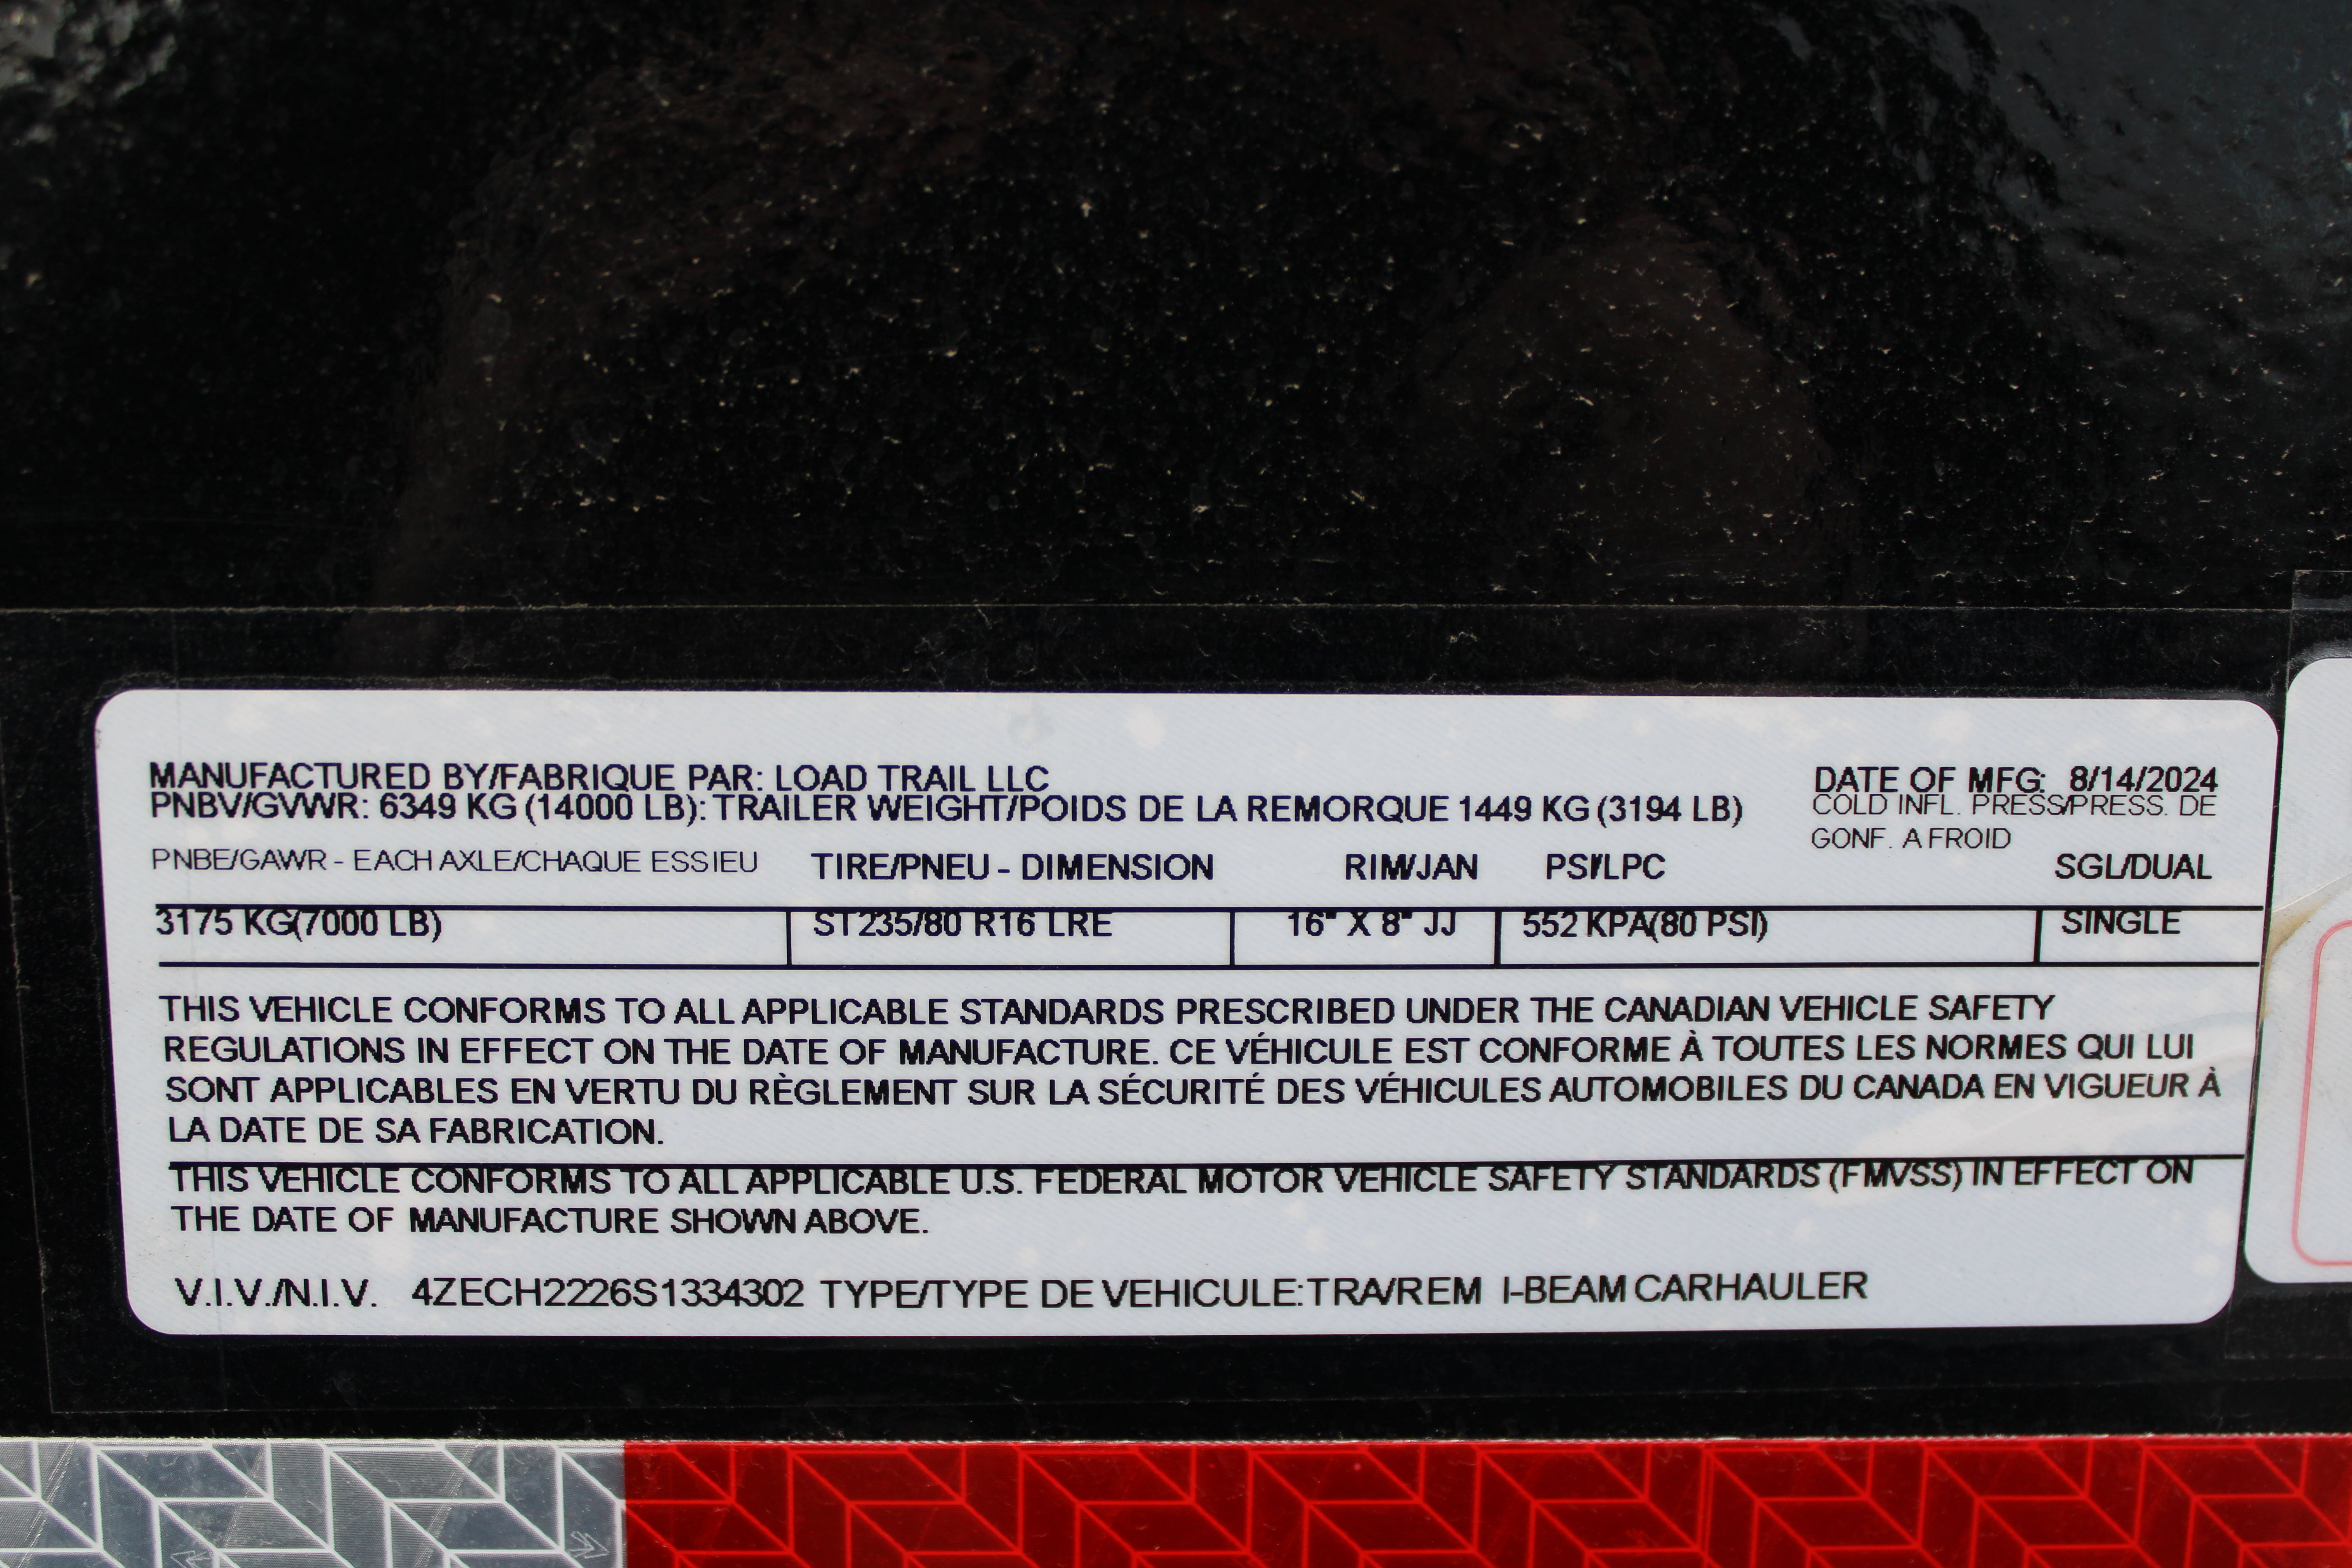 MANUFACTURED BY/FABRIQUE PAR: LOAD TRAIL LLC DATE OF MFG: 8/14/2024
PNBV/GVWR: 6349 KG (14000 LB): TRAILER WEIGHT/POIDS DE LA REMORQUE 1449 KG (3194 LB) COLD INFL. PRESS/PRESS. DE
GONF. A FROID
PNBE/GAWR - EACH AXLE/CHAQUE ESSIEU TIRE/PNEU - DIMENSION RIM/JAN PSI/LPC SGL/DUAL
3175 KG(7000 LB) ST235/80 R16 LRE 16" X 8" JJ 552 KPA(80 PSI) SINGLE
THIS VEHICLE CONFORMS TO ALL APPLICABLE STANDARDS PRESCRIBED UNDER THE CANADIAN VEHICLE SAFETY
REGULATIONS IN EFFECT ON THE DATE OF MANUFACTURE. CE VÉHICULE EST CONFORME À TOUTES LES NORMES QUI LUI
SONT APPLICABLES EN VERTU DU RÈGLEMENT SUR LA SÉCURITÉ DES VÉHICULES AUTOMOBILES DU CANADA EN VIGUEUR À
LA DATE DE SA FABRICATION.
THIS VEHICLE CONFORMS TO ALL APPLICABLE U.S. FEDERAL MOTOR VEHICLE SAFETY STANDARDS (FMVSS) IN EFFECT ON
THE DATE OF MANUFACTURE SHOWN ABOVE.
V.I.V./N.I.V. 4ZECH2226S1334302 TYPE/TYPE DE VEHICULE:TRA/REM I-BEAM CARHAULER